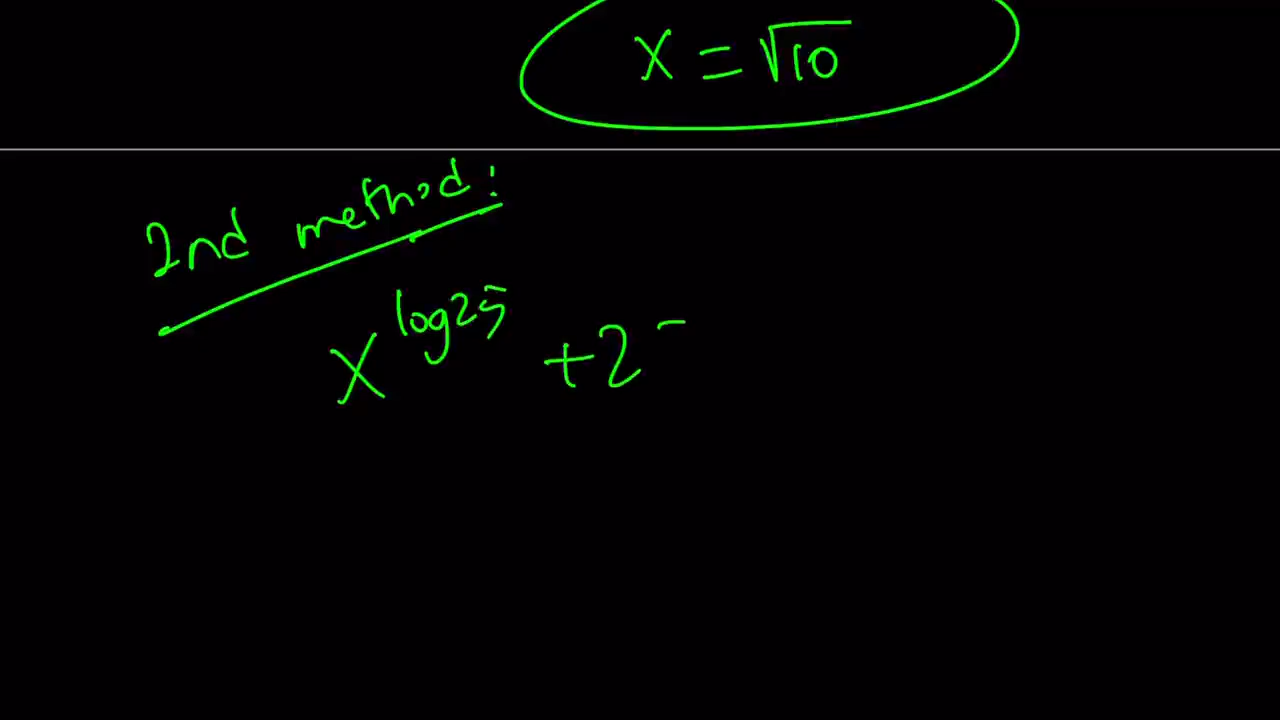 X = √10
2nd method:
X^log25 + 2